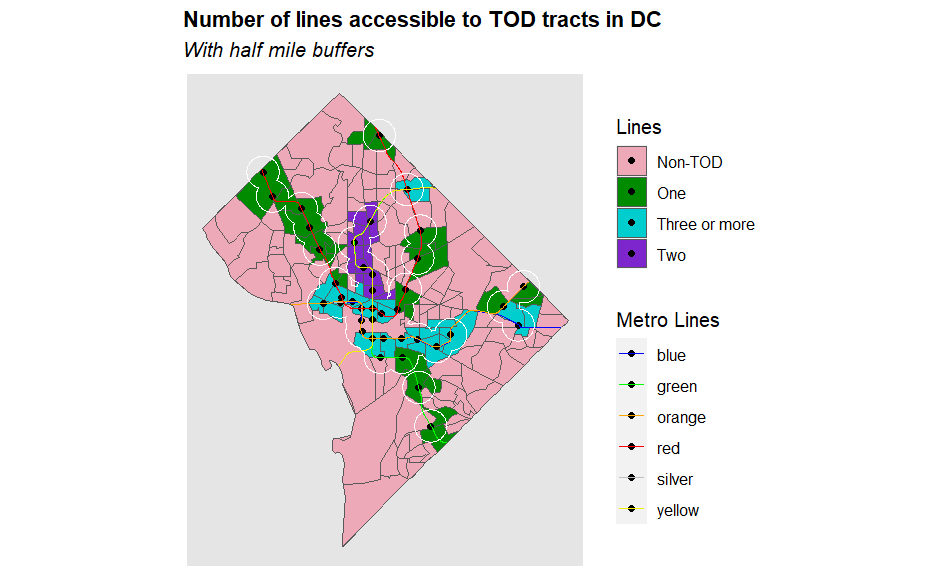 Number of lines accessible to TOD tracts in DC
With half mile buffers
Lines
Non-TOD
One
Three or more
Two
Metro Lines
blue
green
orange
red
silver
yellow